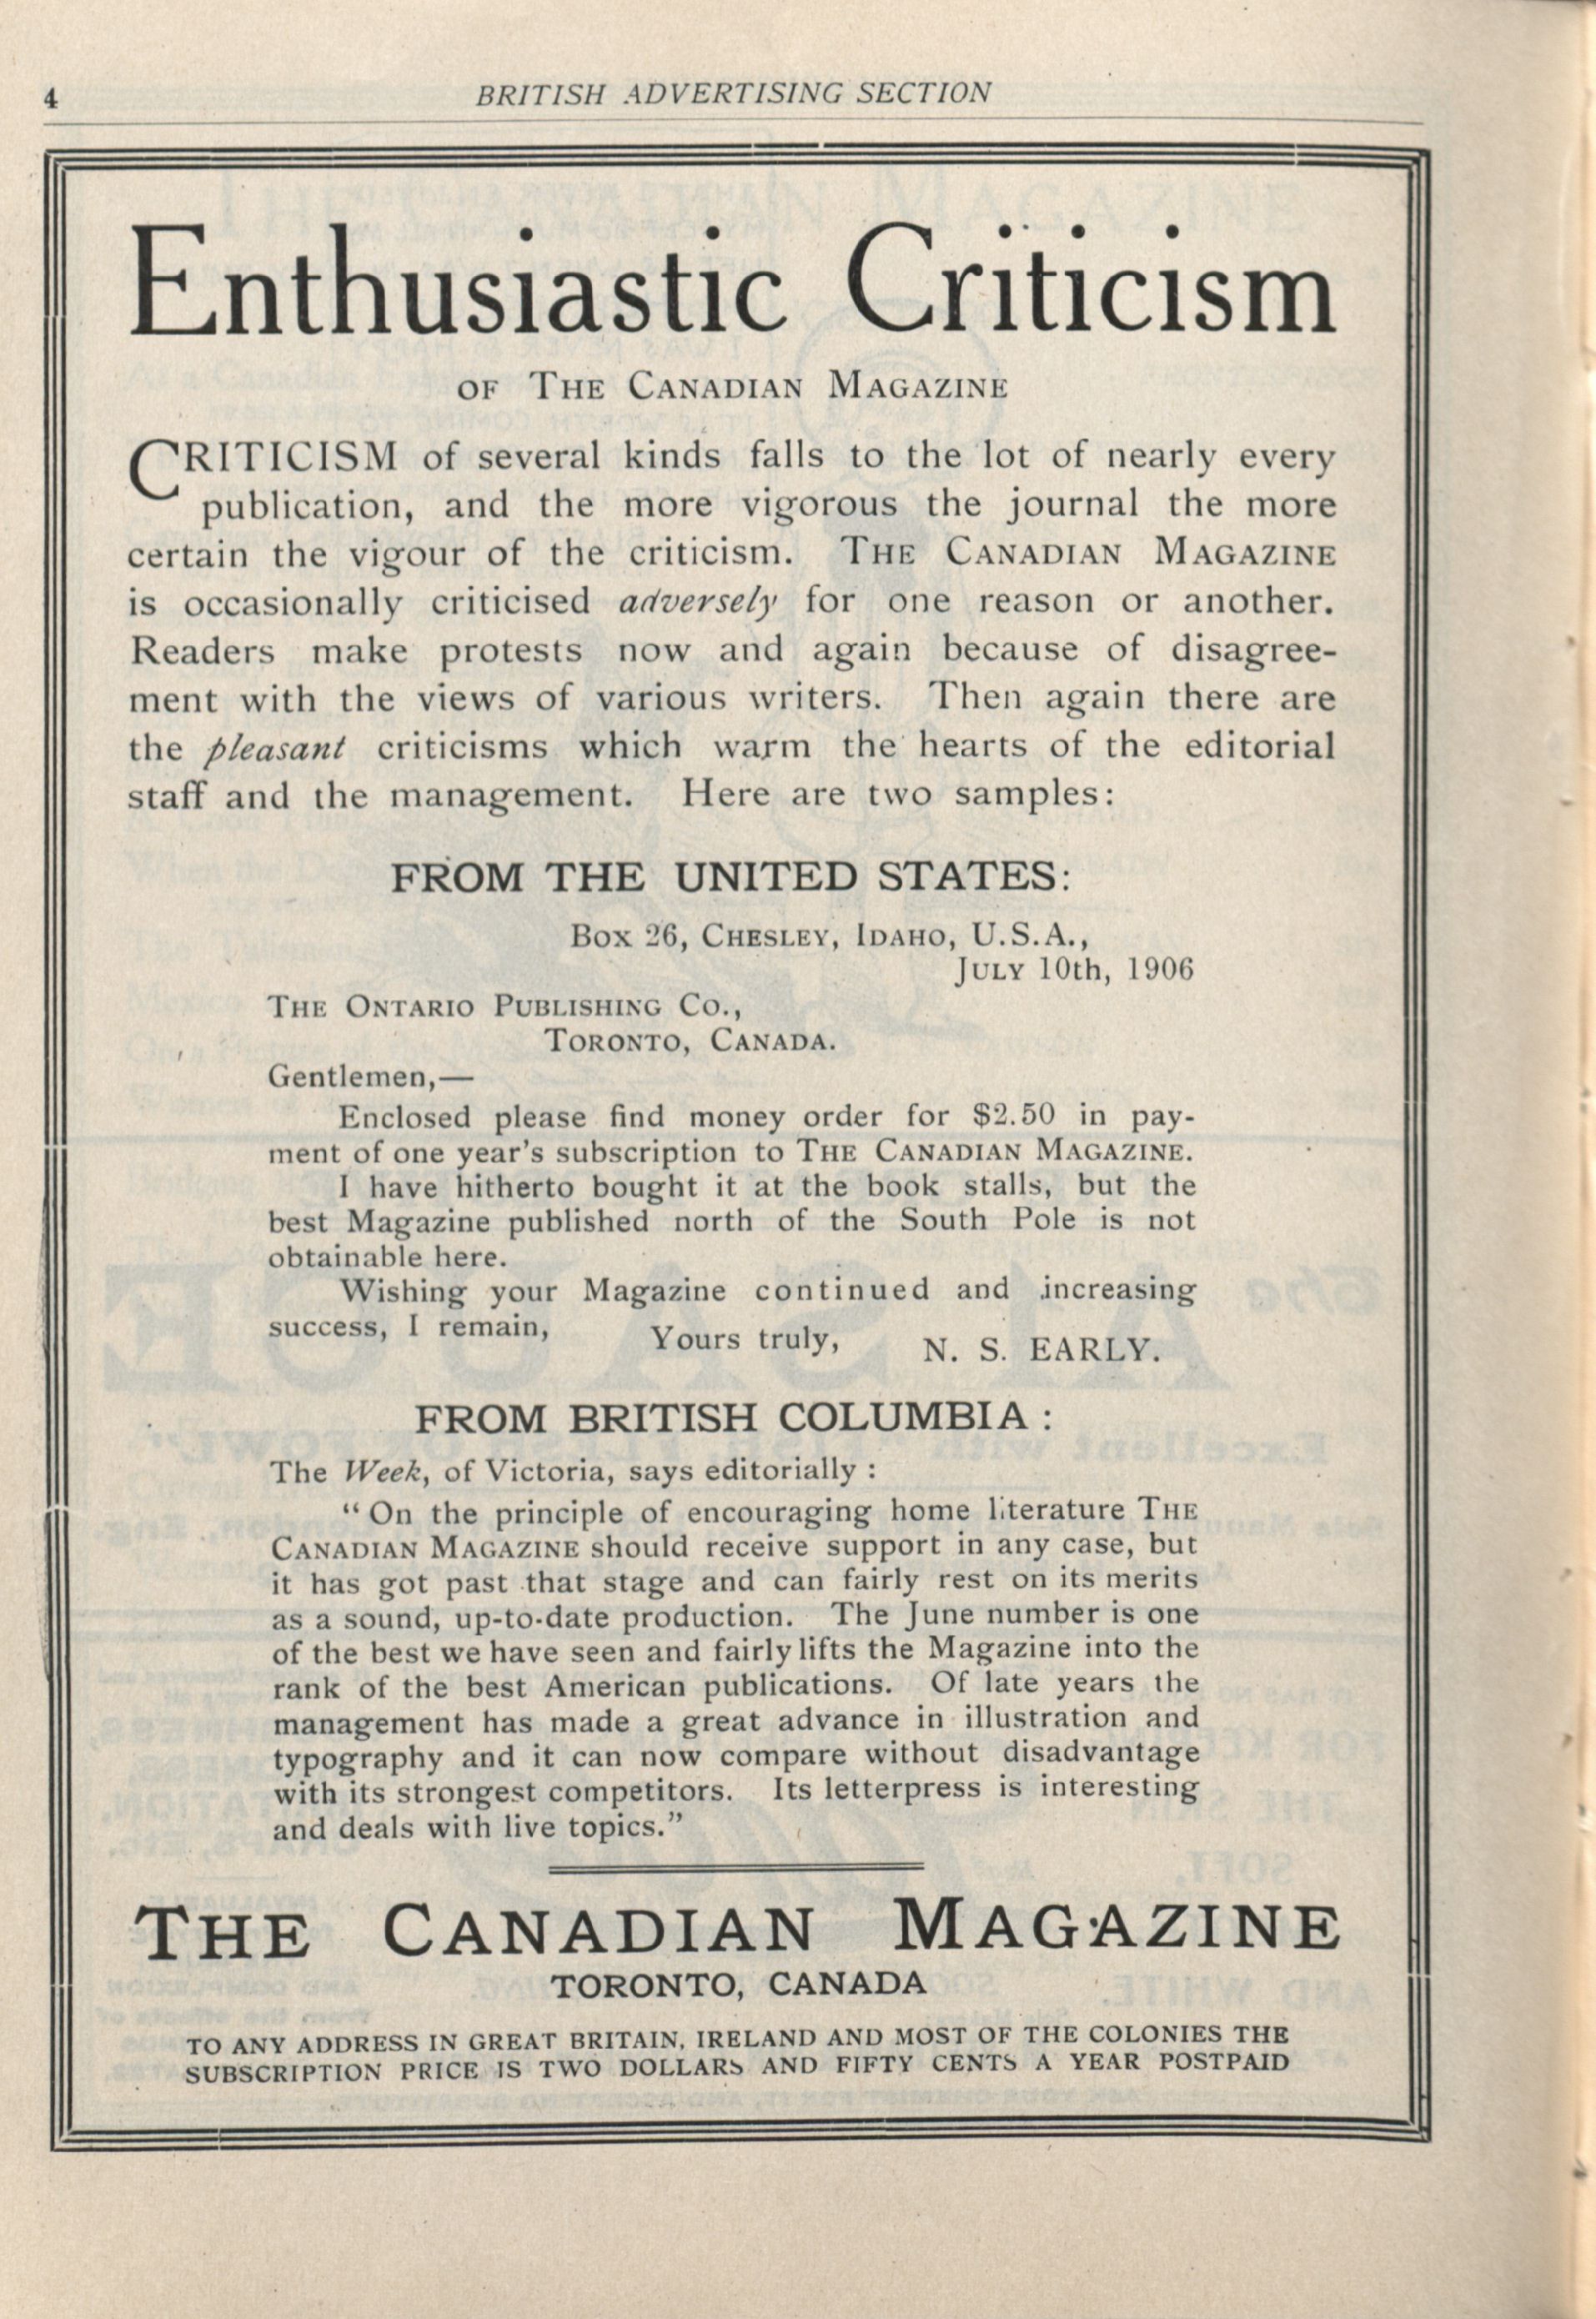 4
BRITISH ADVERTISING SECTION
Enthusiastic Criticism
OF THE CANADIAN MAGAZINE
CRITICISM of several kinds falls to the lot of nearly every
publication, and the more vigorous the journal the more
certain the vigour of the criticism. THE CANADIAN MAGAZINE
is occasionally criticised adversely for one reason or another.
Readers make protests now and again because of disagree-
ment with the views of various writers. Then again there are
the pleasant criticisms which warm the hearts of the editorial
staff and the management. Here are two samples:
FROM THE UNITED STATES:
BOX 26, CHESLEY, IDAHO, U.S.A.,
JULY 10th, 1906
THE ONTARIO PUBLISHING CO.,
TORONTO, CANADA.
Gentlemen,—
Enclosed please find money order for $2.50 in pay-
ment of one year's subscription to THE CANADIAN MAGAZINE.
I have hitherto bought it at the book stalls, but the
best Magazine published north of the South Pole is not
obtainable here.
Wishing your Magazine continued and increasing
success, I remain, Yours truly, N. S. EARLY.
FROM BRITISH COLUMBIA :
The Week, of Victoria, says editorially :
“ On the principle of encouraging home literature THE
CANADIAN MAGAZINE should receive support in any case, but
it has got past that stage and can fairly rest on its merits
as a sound, up-to-date production. The June number is one
of the best we have seen and fairly lifts the Magazine into the
rank of the best American publications. Of late years the
management has made a great advance in illustration and
typography and it can now compare without disadvantage
with its strongest competitors. Its letterpress is interesting
and deals with live topics.”
THE CANADIAN MAGAZINE
TORONTO, CANADA
TO ANY ADDRESS IN GREAT BRITAIN, IRELAND AND MOST OF THE COLONIES THE
SUBSCRIPTION PRICE IS TWO DOLLARS AND FIFTY CENTS A YEAR POSTPAID